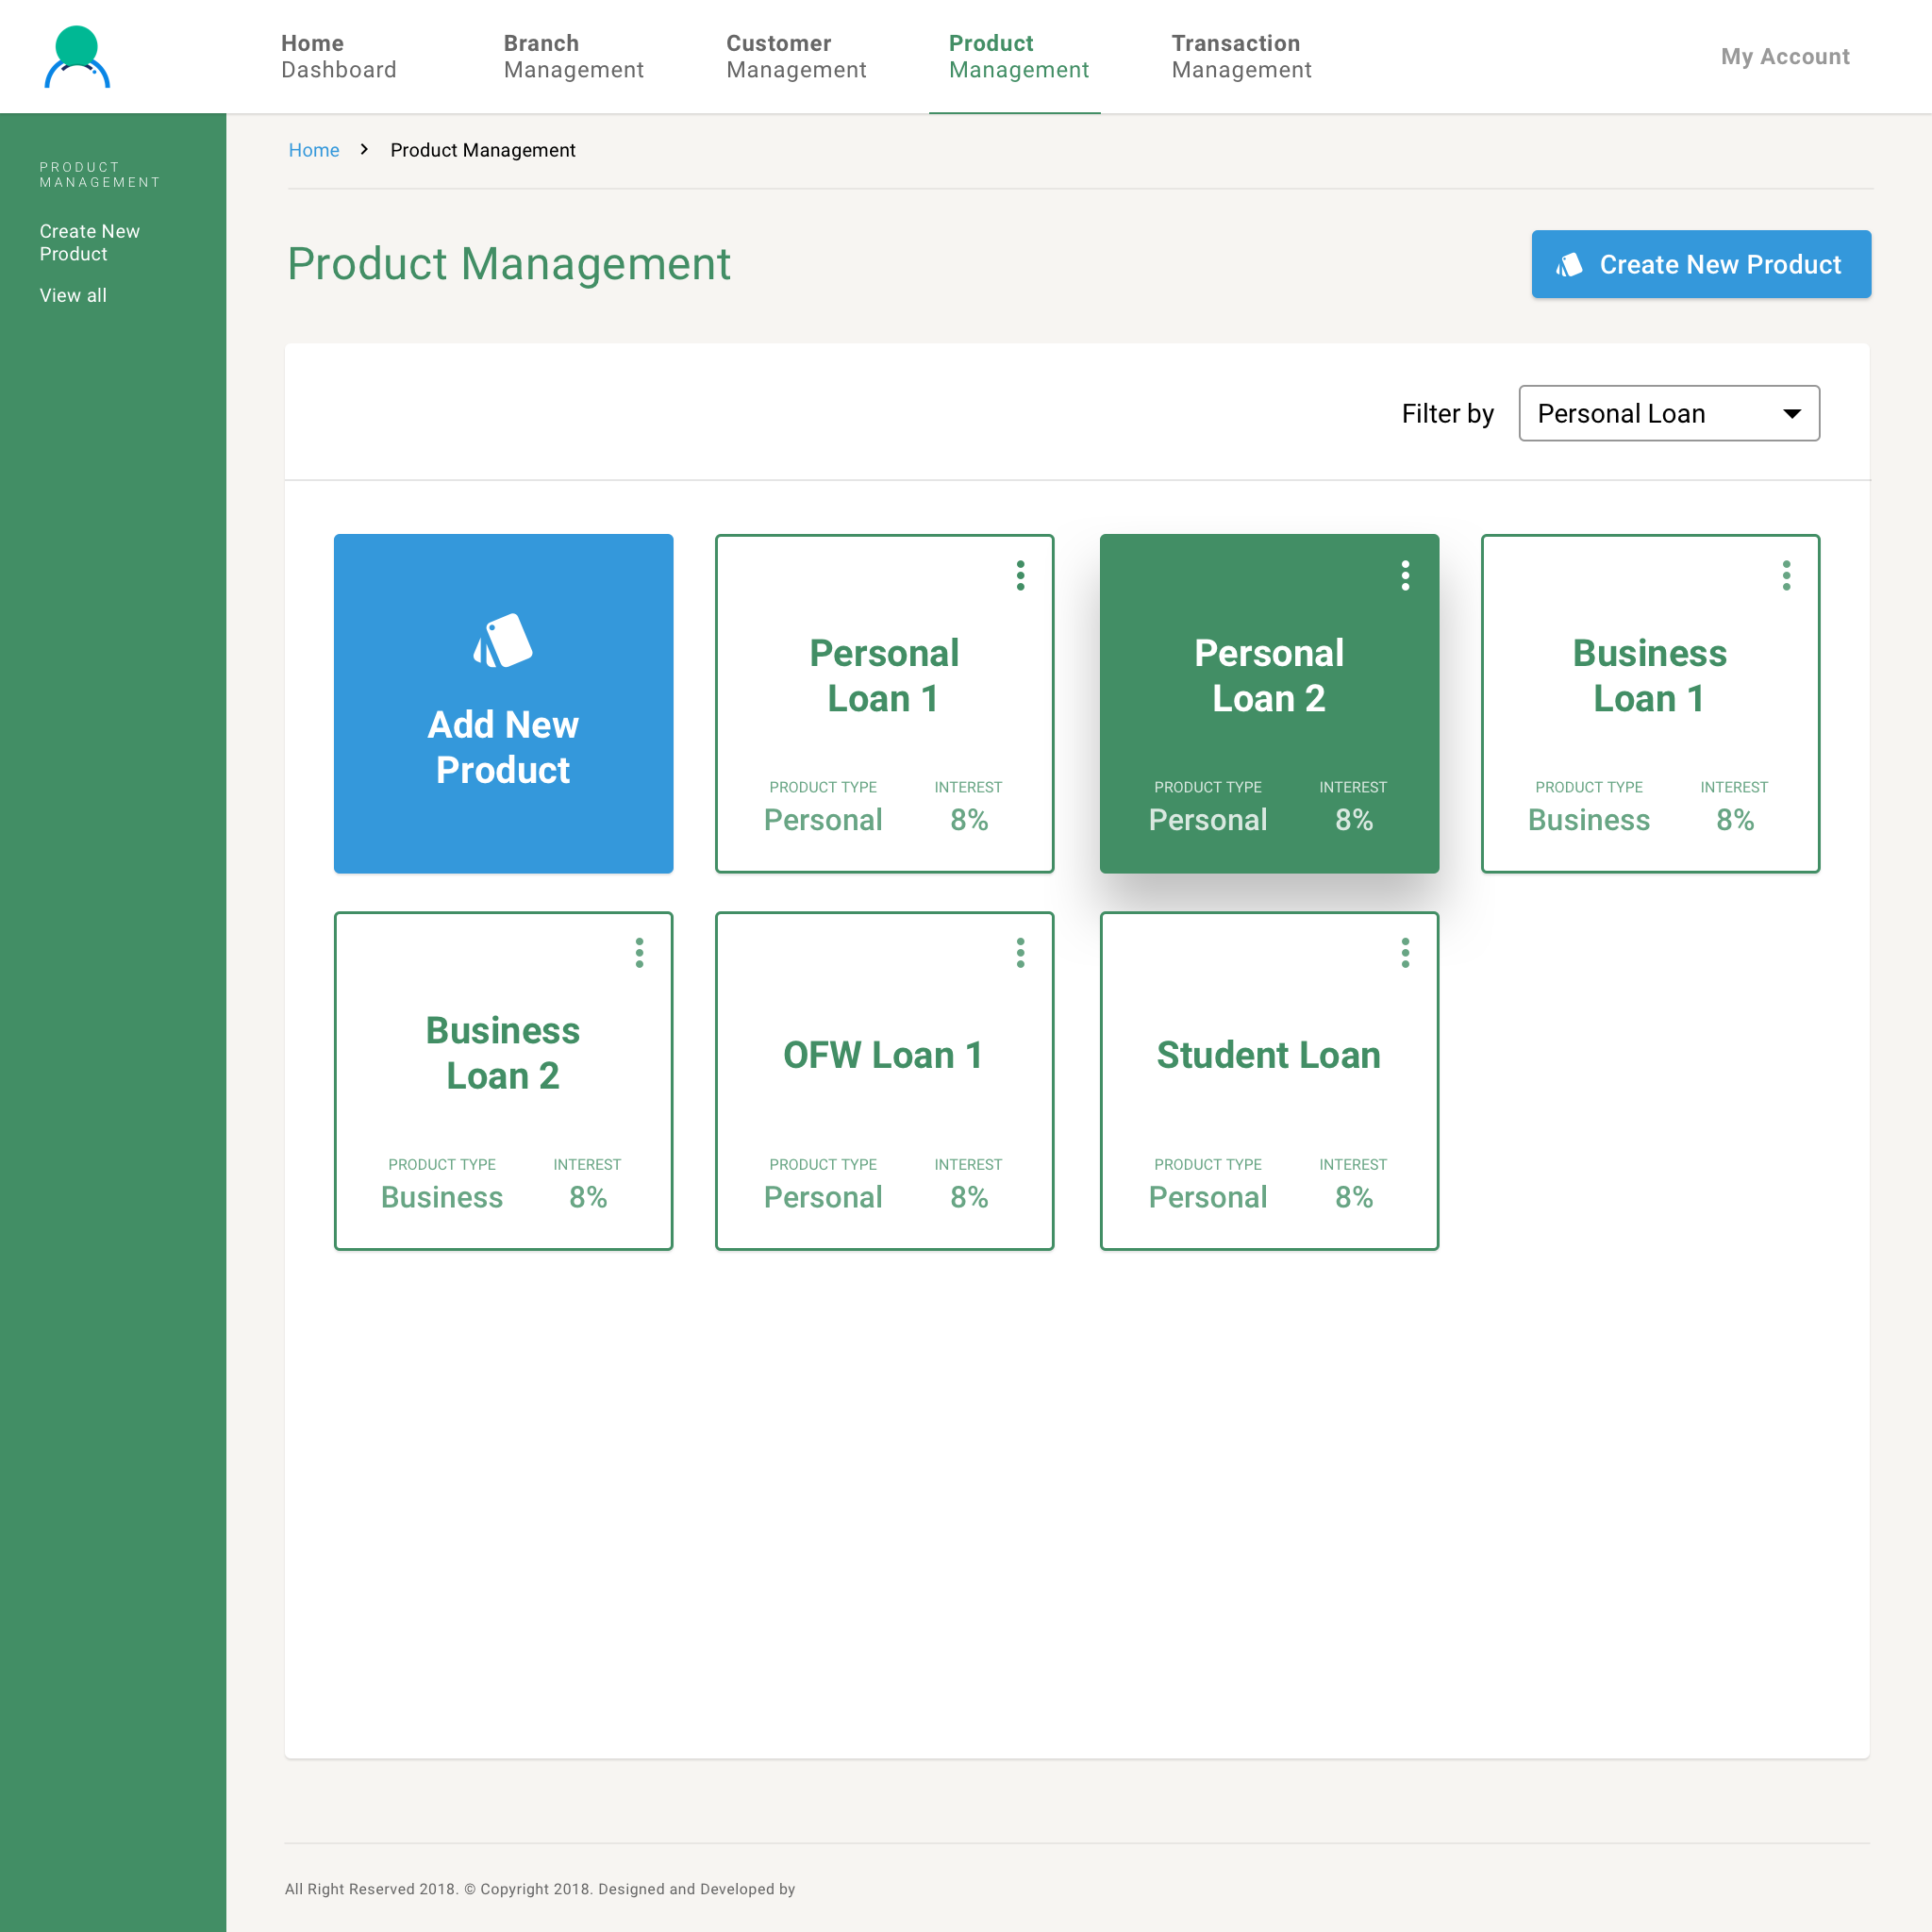 Home
Dashboard
Branch
Management
Customer
Management
Product
Management
Transaction
Management
My Account
PRODUCT
MANAGEMENT
Create New
Product
View all
Home
Product Management
Product Management
Create New Product
Filter by
Personal Loan
Add New
Product
Personal
Loan 1
PRODUCT TYPE INTEREST
Personal 8%
Personal
Loan 2
PRODUCT TYPE INTEREST
Personal 8%
Business
Loan 1
PRODUCT TYPE INTEREST
Business 8%
Business
Loan 2
PRODUCT TYPE INTEREST
Business 8%
OFW Loan 1
PRODUCT TYPE INTEREST
Personal 8%
Student Loan
PRODUCT TYPE INTEREST
Personal 8%
All Right Reserved 2018. © Copyright 2018. Designed and Developed by